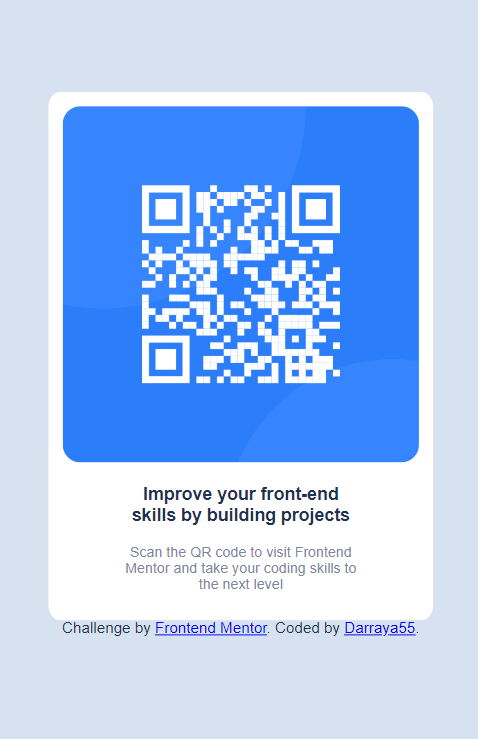 Improve your front-end
skills by building projects
Scan the QR code to visit Frontend
Mentor and take your coding skills to
the next level
Challenge by Frontend Mentor. Coded by Darraya55.